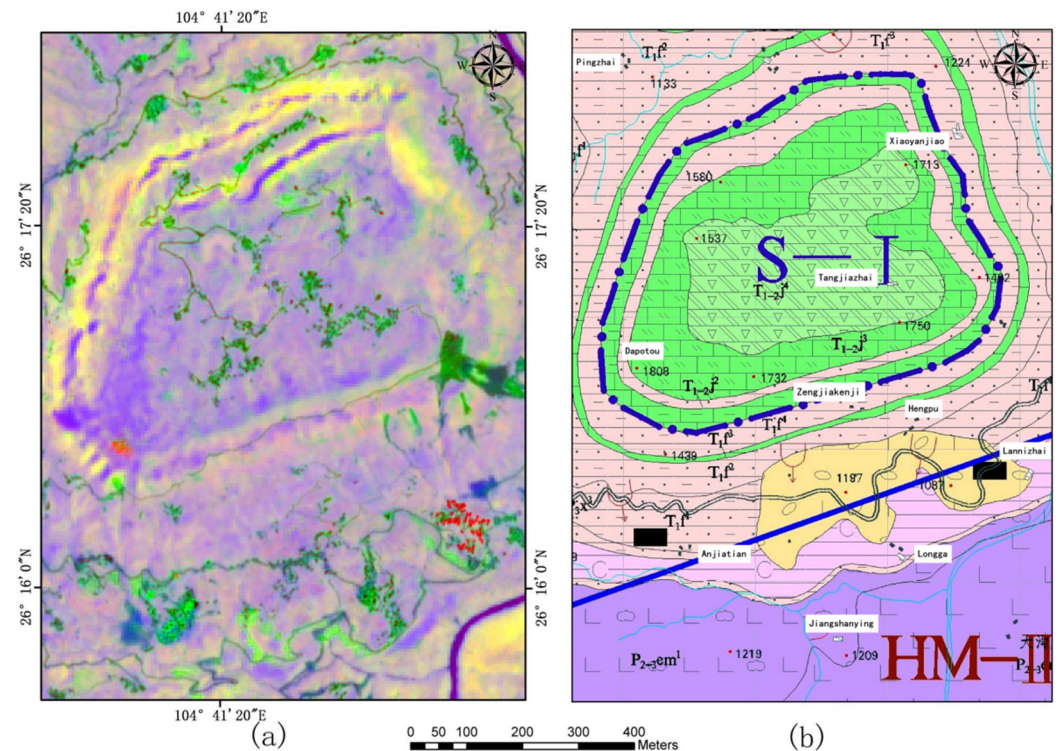 104° 41′ 20″E
N
W E
S
26° 17′ 20″N
26° 16′ 0″N
104° 41′ 20″E
(a)
26° 17′ 20″N
26° 16′ 0″N
T₁f²
T₁f³
1224
N
W E
S
Pingzhai
1133
Xiaoyanjiao
1713
1580
1537
S—I
Tangjiazhai
T₁₋₂j⁴
1750
T₁₋₂j³
Dapotou
1808
1732
T₁₋₂j²
Zengjiakenji
T₁f⁴
T₁f³
Hengpu
1439
T₁f²
Lannizhai
1197
1087
T₁f¹
Anjiatian
Longga
Jiangshanying
P₂₋₃em¹
1219
1209
HM—II
(b)
0 50 100 200 300 400
Meters